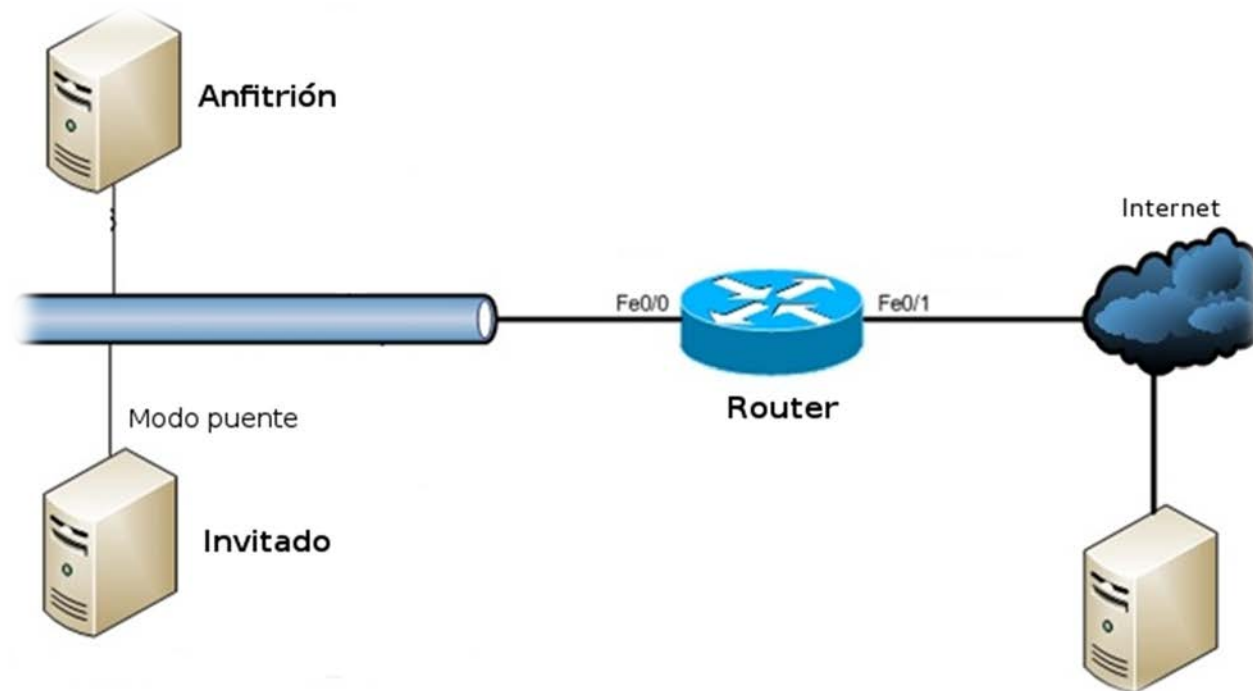 Anfitrión
Internet
Fe0/0
Fe0/1
Router
Modo puente
Invitado